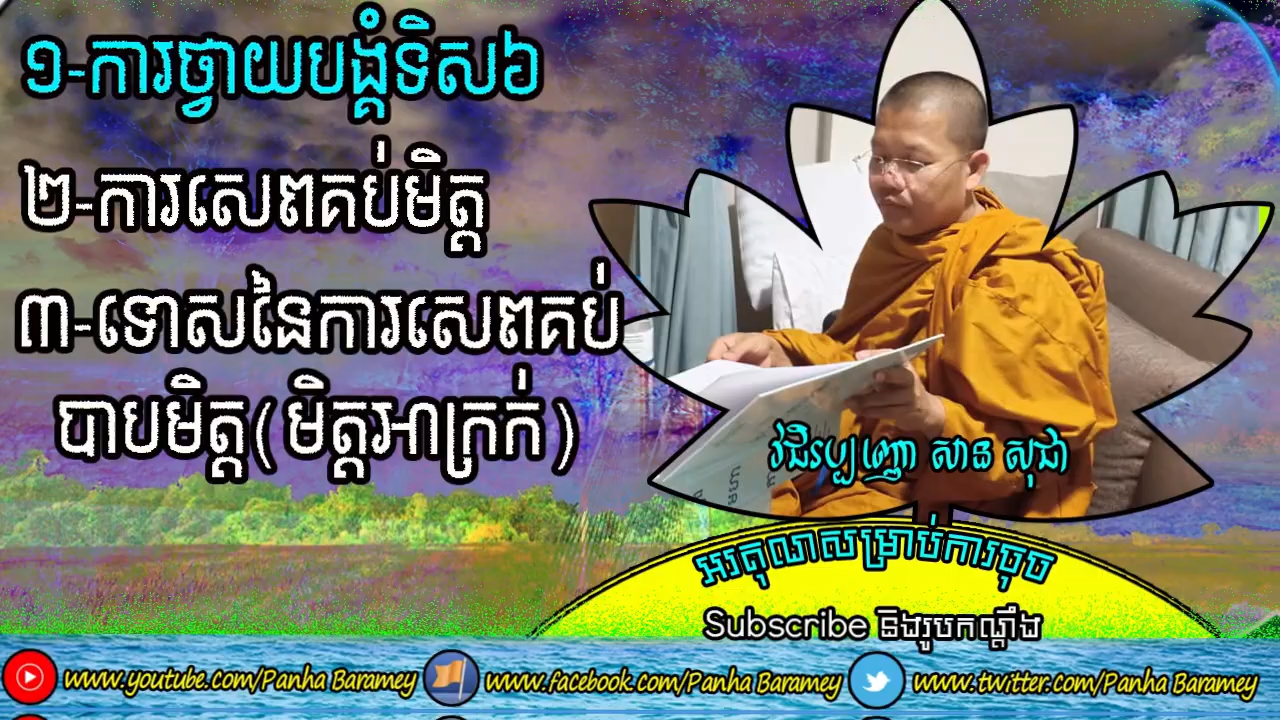 ១-ការថ្វាយបង្គំទិស៦
២-ការសេពគប់មិត្ត
៣-ទោសនៃការសេពគប់
បាបមិត្ត(មិត្តអាក្រក់)
វជិរប្បញ្ញោ សាន សុជា
អរគុណសម្រាប់ការចុច
Subscribe និងរូបកណ្ដឹង
www.youtube.com/Panha Baramey
www.facebook.com/Panha Baramey
www.twitter.com/Panha Baramey